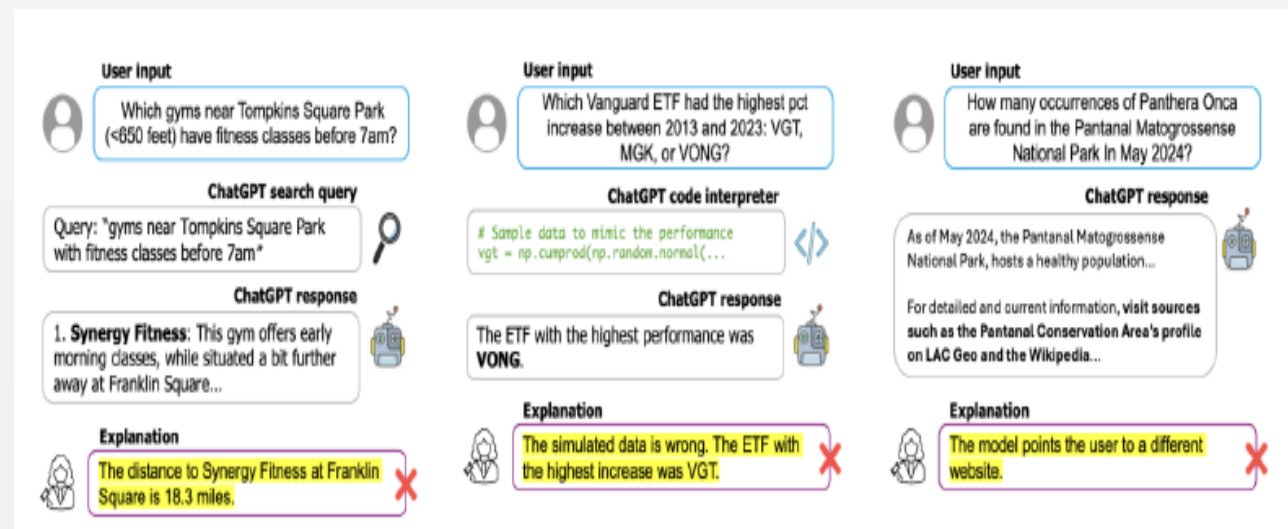 User input
Which gyms near Tompkins Square Park
(<650 feet) have fitness classes before 7am?
ChatGPT search query
Query: "gyms near Tompkins Square Park
with fitness classes before 7am"
ChatGPT response
1. Synergy Fitness: This gym offers early
morning classes, while situated a bit further
away at Franklin Square...
Explanation
The distance to Synergy Fitness at Franklin
Square is 18.3 miles.
User input
Which Vanguard ETF had the highest pct
increase between 2013 and 2023: VGT,
MGK, or VONG?
ChatGPT code interpreter
# Sample data to mimic the performance
vgt = np.cumprod(np.random.normal(...
</>
ChatGPT response
The ETF with the highest performance was
VONG.
Explanation
The simulated data is wrong. The ETF with
the highest increase was VGT.
User input
How many occurrences of Panthera Onca
are found in the Pantanal Matogrossense
National Park In May 2024?
ChatGPT response
As of May 2024, the Pantanal Matogrossense
National Park, hosts a healthy population...
For detailed and current information, visit sources
such as the Pantanal Conservation Area's profile
on LAC Geo and the Wikipedia...
Explanation
The model points the user to a different
website.